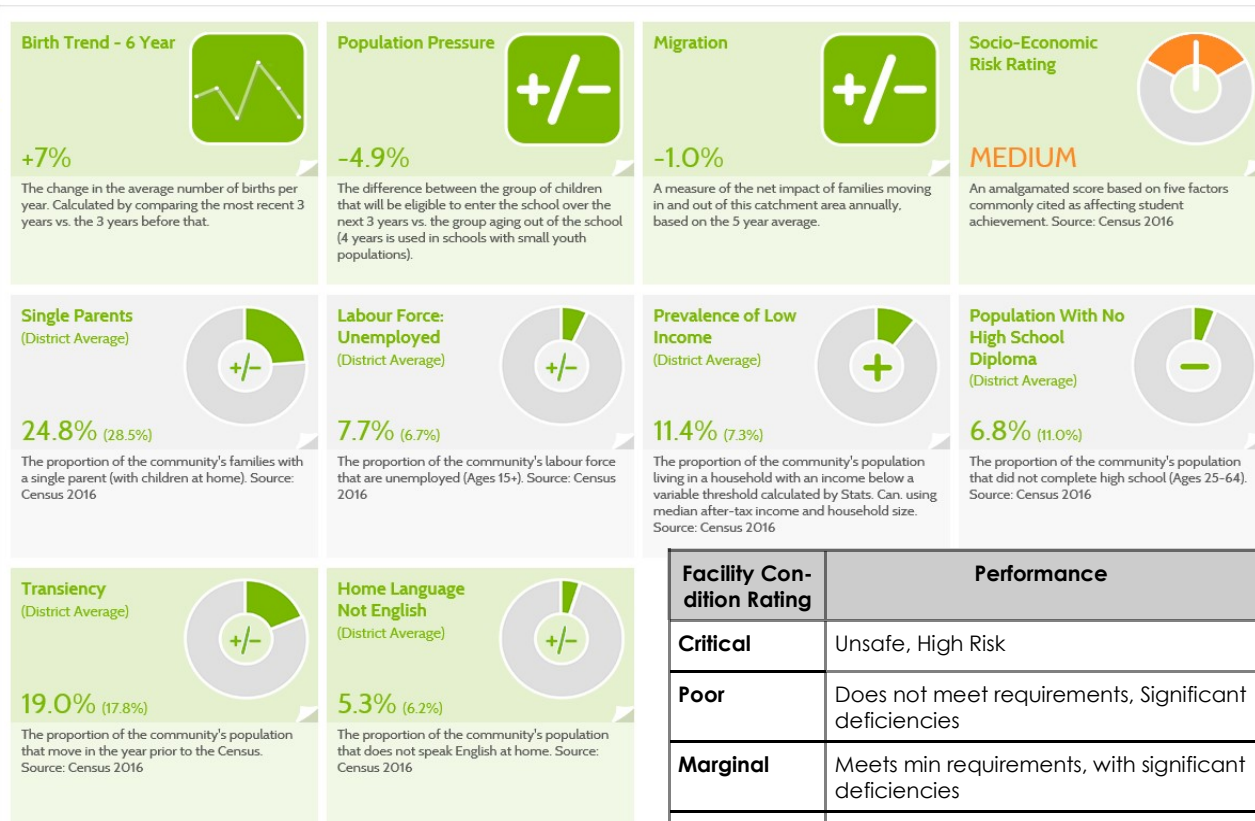 Birth Trend - 6 Year
+7%
The change in the average number of births per
year. Calculated by comparing the most recent 3
years vs. the 3 years before that.
Population Pressure
+/-
-4.9%
The difference between the group of children
that will be eligible to enter the school over the
next 3 years vs. the group aging out of the school
(4 years is used in schools with small youth
populations).
Migration
+/-
-1.0%
A measure of the net impact of families moving
in and out of this catchment area annually,
based on the 5 year average.
Socio-Economic
Risk Rating
MEDIUM
An amalgamated score based on five factors
commonly cited as affecting student
achievement. Source: Census 2016
Single Parents
(District Average)
+/-
24.8% (28.5%)
The proportion of the community's families with
a single parent (with children at home). Source:
Census 2016
Labour Force:
Unemployed
(District Average)
+/-
7.7% (6.7%)
The proportion of the community's labour force
that are unemployed (Ages 15+). Source: Census
2016
Prevalence of Low
Income
(District Average)
+
11.4% (7.3%)
The proportion of the community's population
living in a household with an income below a
variable threshold calculated by Stats. Can. using
median after-tax income and household size.
Source: Census 2016
Population With No
High School
Diploma
(District Average)
-
6.8% (11.0%)
The proportion of the community's population
that did not complete high school (Ages 25-64).
Source: Census 2016
Transiency
(District Average)
+/-
19.0% (17.8%)
The proportion of the community's population
that move in the year prior to the Census.
Source: Census 2016
Home Language
Not English
(District Average)
+/-
5.3% (6.2%)
The proportion of the community's population
that does not speak English at home. Source:
Census 2016
Facility Con-
dition Rating
Performance
Critical
Unsafe, High Risk
Poor
Does not meet requirements, Significant
deficiencies
Marginal
Meets min requirements, with significant
deficiencies